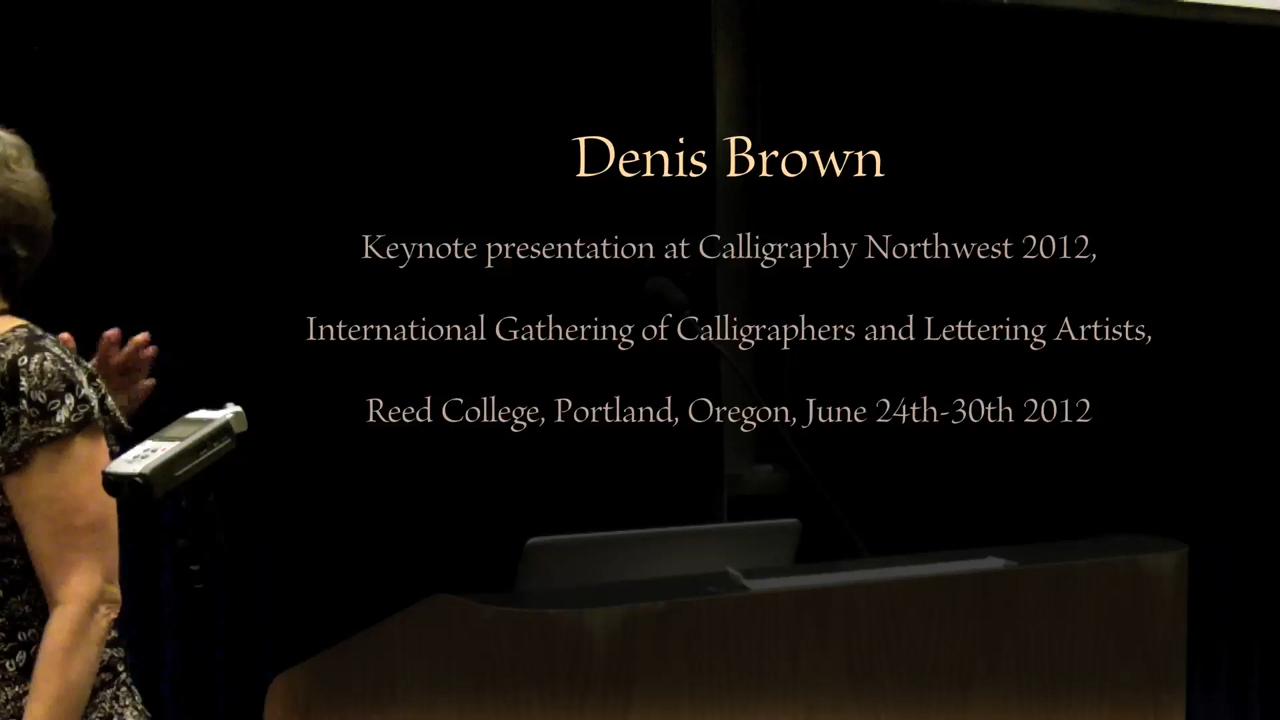 Denis Brown
Keynote presentation at Calligraphy Northwest 2012,
International Gathering of Calligraphers and Lettering Artists,
Reed College, Portland, Oregon, June 24th-30th 2012